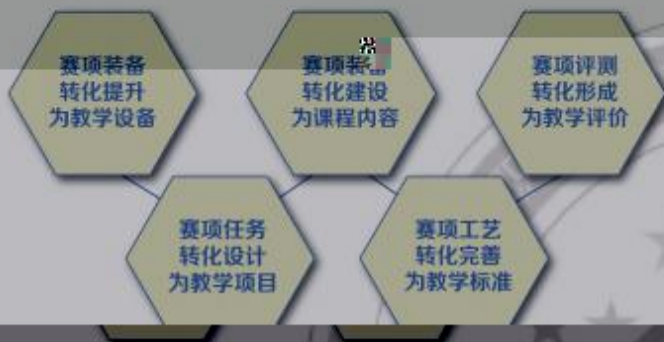 赛项装备
转化提升
为教学设备
赛项装
转化建设
为课程内容
赛项评测
转化形成
为教学评价
赛项任务
转化设计
为教学项目
赛项工艺
转化完善
为教学标准